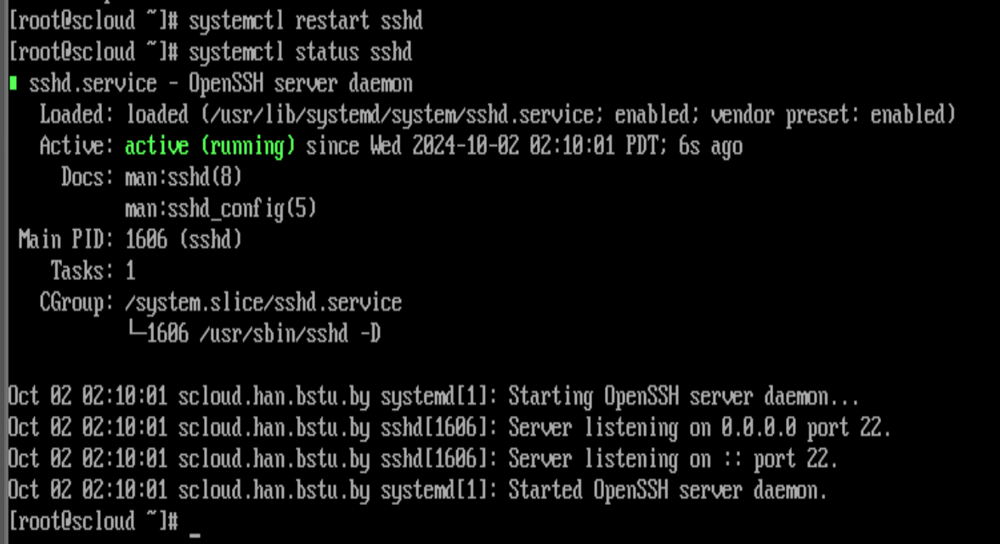 [root@scloud ~]# systemctl restart sshd
[root@scloud ~]# systemctl status sshd
sshd.service - OpenSSH server daemon
Loaded: loaded (/usr/lib/systemd/system/sshd.service; enabled; vendor preset: enabled)
Active: active (running) since Wed 2024-10-02 02:10:01 PDT; 6s ago
Docs: man:sshd(8)
man:sshd_config(5)
Main PID: 1606 (sshd)
Tasks: 1
CGroup: /system.slice/sshd.service
└─1606 /usr/sbin/sshd -D
Oct 02 02:10:01 scloud.han.bstu.by systemd[1]: Starting OpenSSH server daemon...
Oct 02 02:10:01 scloud.han.bstu.by sshd[1606]: Server listening on 0.0.0.0 port 22.
Oct 02 02:10:01 scloud.han.bstu.by sshd[1606]: Server listening on :: port 22.
Oct 02 02:10:01 scloud.han.bstu.by systemd[1]: Started OpenSSH server daemon.
[root@scloud ~]# _